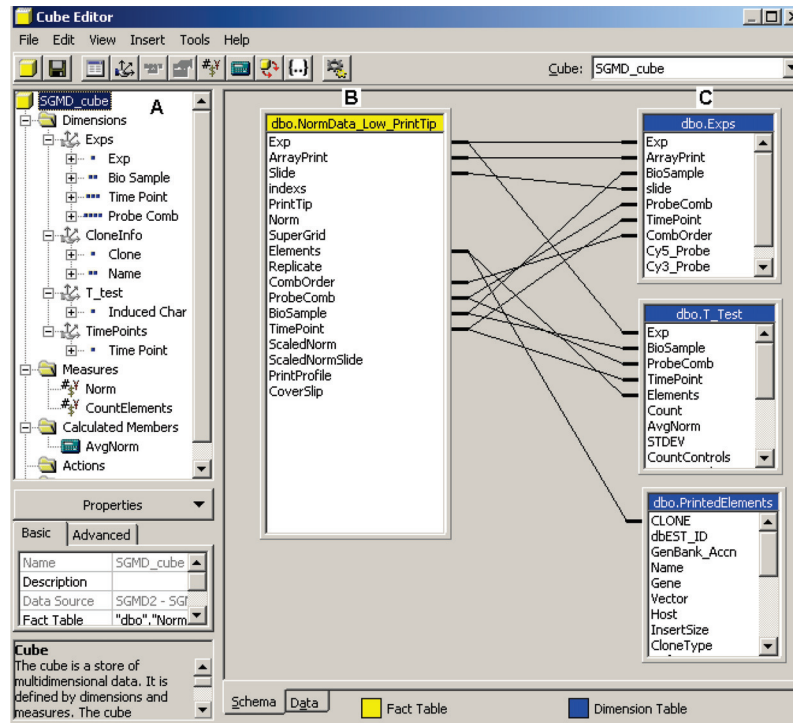 Cube Editor
File Edit View Insert Tools Help
Cube: SGMD_cube
SGMD_cube
A
Dimensions
Exps
Exp
Bio Sample
Time Point
Probe Comb
CloneInfo
Clone
Name
T_test
Induced Char
TimePoints
Time Point
Measures
Norm
CountElements
Calculated Members
AvgNorm
Actions
Properties
Basic Advanced
Name SGMD_cube
Description
Data Source SGMD2 - SGI
Fact Table "dbo"."Norm
Cube
The cube is a store of
multidimensional data. It is
defined by dimensions and
measures. The cube
B
dbo.NormData_Low_PrintTip
Exp
ArrayPrint
Slide
indexs
PrintTip
Norm
SuperGrid
Elements
Replicate
CombOrder
ProbeComb
BioSample
TimePoint
ScaledNorm
ScaledNormSlide
PrintProfile
CoverSlip
C
dbo.Exps
Exp
ArrayPrint
BioSample
slide
ProbeComb
TimePoint
CombOrder
Cy5_Probe
Cy3_Probe
dbo.T_Test
Exp
BioSample
ProbeComb
TimePoint
Elements
Count
AvgNorm
STDEV
CountControls
dbo.PrintedElements
CLONE
dbEST_ID
GenBank_Accn
Name
Gene
Vector
Host
InsertSize
CloneType
Schema Data
Fact Table
Dimension Table